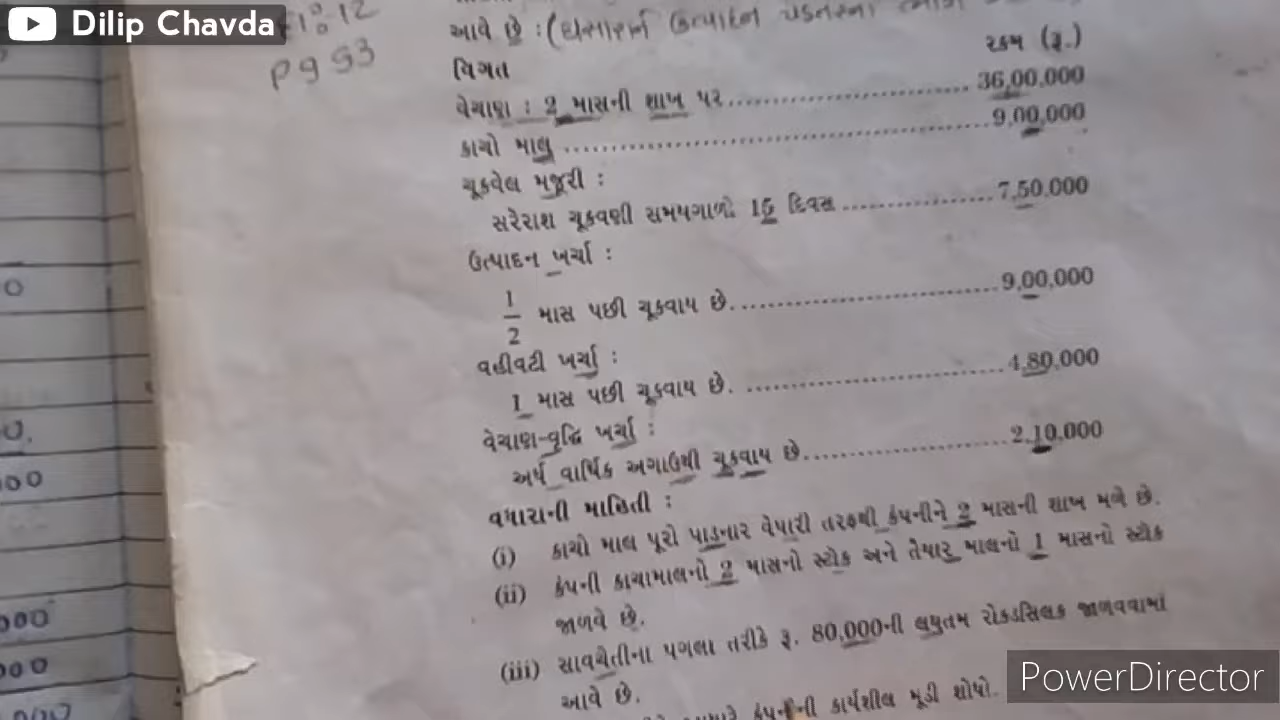 Dilip Chavda
આવે છે :
P9 93
રકમ (રૂ.)
વિગત
વેચાણ : 2 માસની શાખ પર 36,00,000
કાચો માલ 9,00,000
ચૂકવેલ મજૂરી :
સરેરાશ ચૂકવણી સમયગાળો 15 દિવસ 7,50,000
ઉત્પાદન ખર્ચા :
1/2 માસ પછી ચૂકવાય છે. 9,00,000
વહીવટી ખર્ચા :
1 માસ પછી ચૂકવાય છે. 4,80,000
વેચાણ-વૃદ્ધિ ખર્ચા :
અર્ધ વાર્ષિક અગાઉથી ચૂકવાય છે 2,10,000
વધારાની માહિતી :
(i) કાચો માલ પૂરો પાડનાર વેપારી તરફથી કંપનીને 2 માસની શાખ મળે છે.
(ii) કંપની કાચામાલનો 2 માસનો સ્ટોક અને તૈયાર માલનો 1 માસનો સ્ટોક
જાળવે છે.
(iii) સાવચેતીના પગલા તરીકે રૂ. 80,000ની લઘુતમ રોકડસિલક જાળવવામાં
આવે છે.
કંપનીની કાર્યશીલ મૂડી શોધો.
PowerDirector